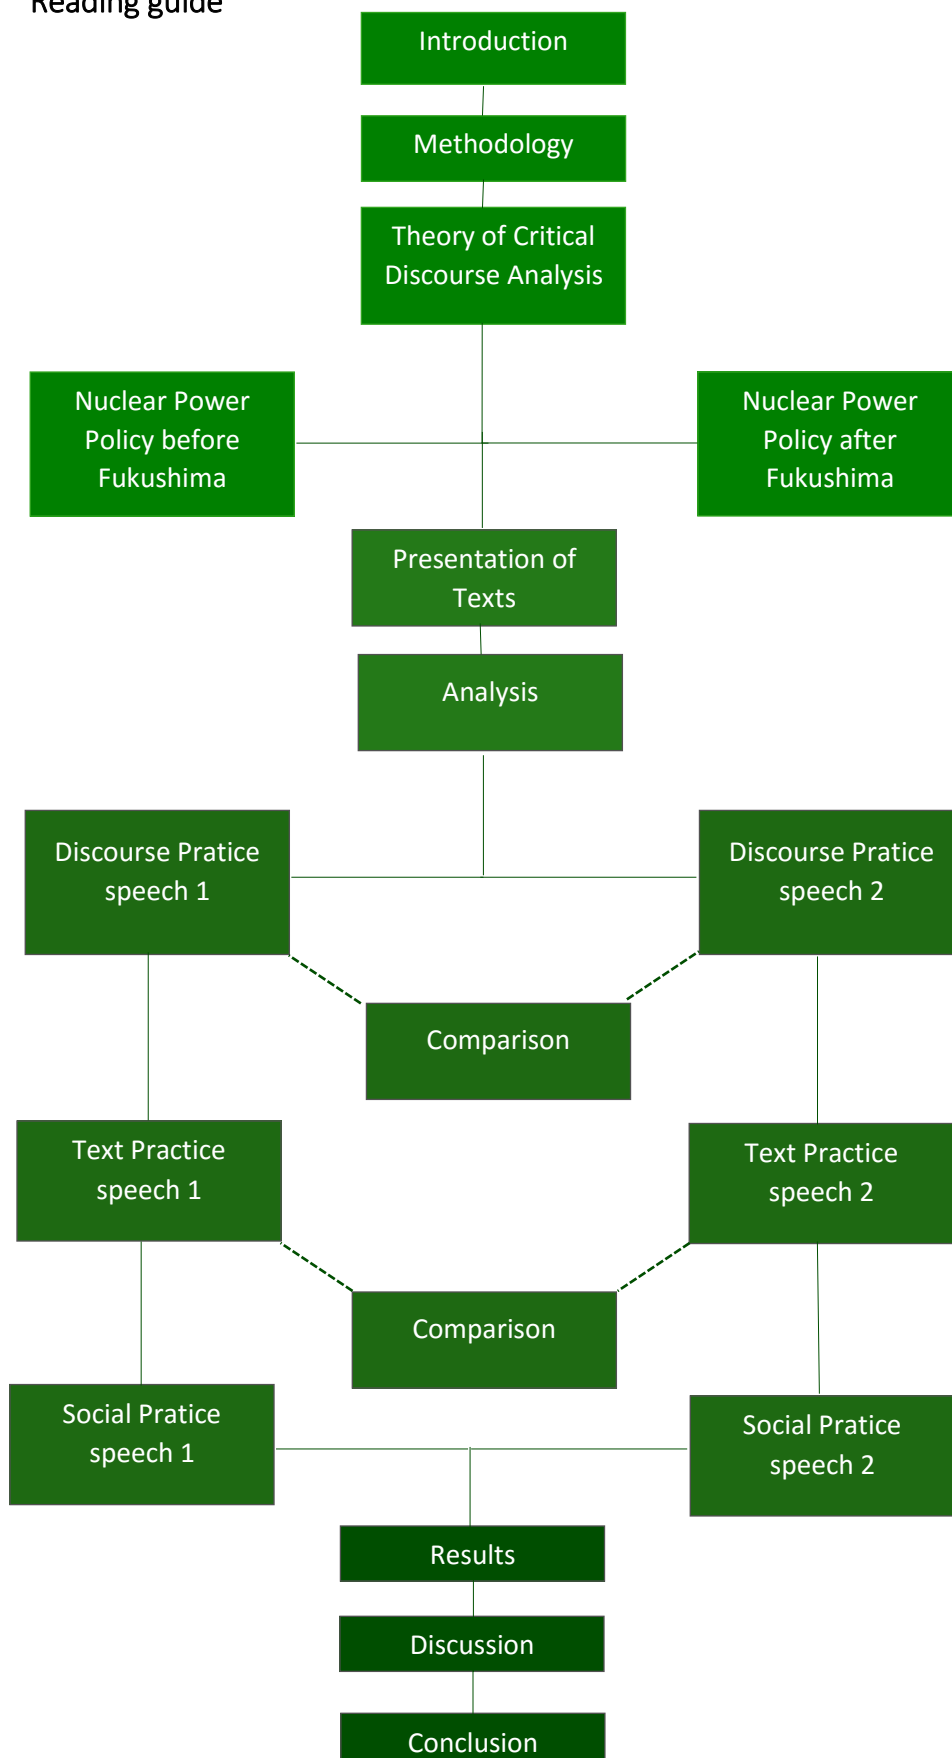 Reading guide
Introduction
Methodology
Theory of Critical
Discourse Analysis
Nuclear Power
Policy before
Fukushima
Nuclear Power
Policy after
Fukushima
Presentation of
Texts
Analysis
Discourse Pratice
speech 1
Discourse Pratice
speech 2
Comparison
Text Practice
speech 1
Text Practice
speech 2
Comparison
Social Pratice
speech 1
Social Pratice
speech 2
Results
Discussion
Conclusion